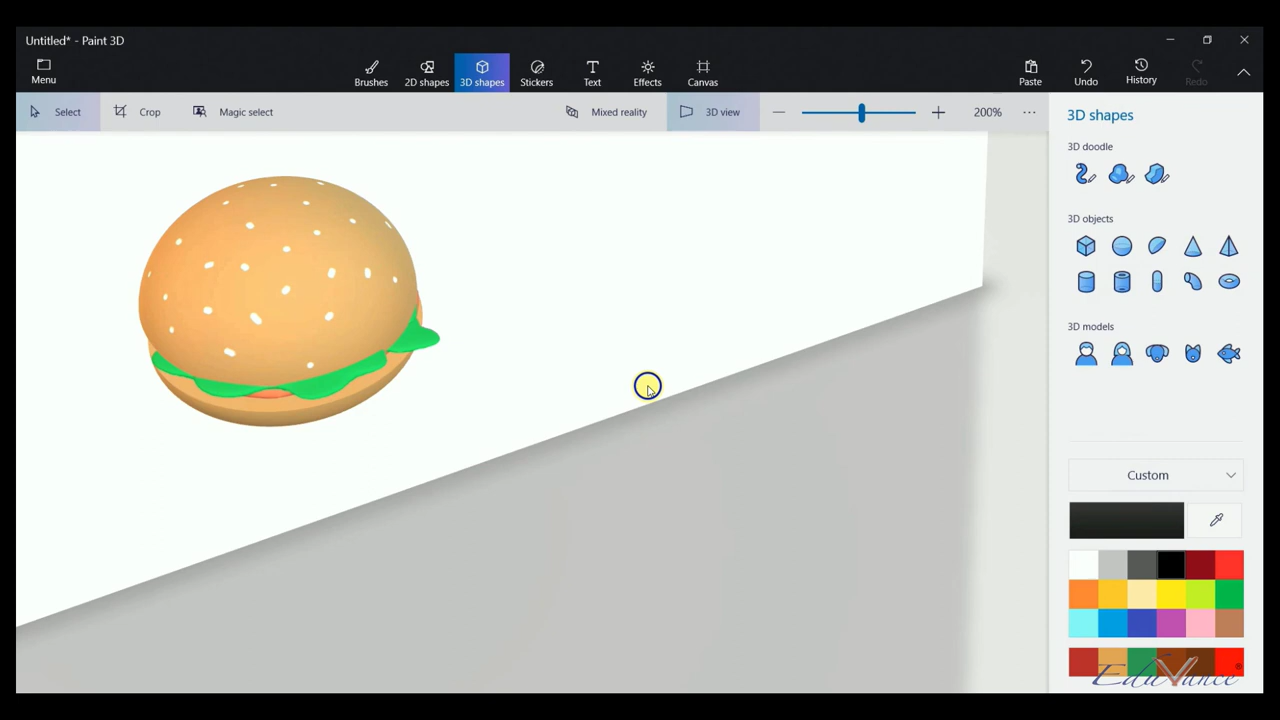 Untitled* - Paint 3D
Menu
Brushes
2D shapes
3D shapes
Stickers
Text
Effects
Canvas
Paste
Undo
History
Redo
Select
Crop
Magic select
Mixed reality
3D view
200%
3D shapes
3D doodle
3D objects
3D models
Custom
EduVance®